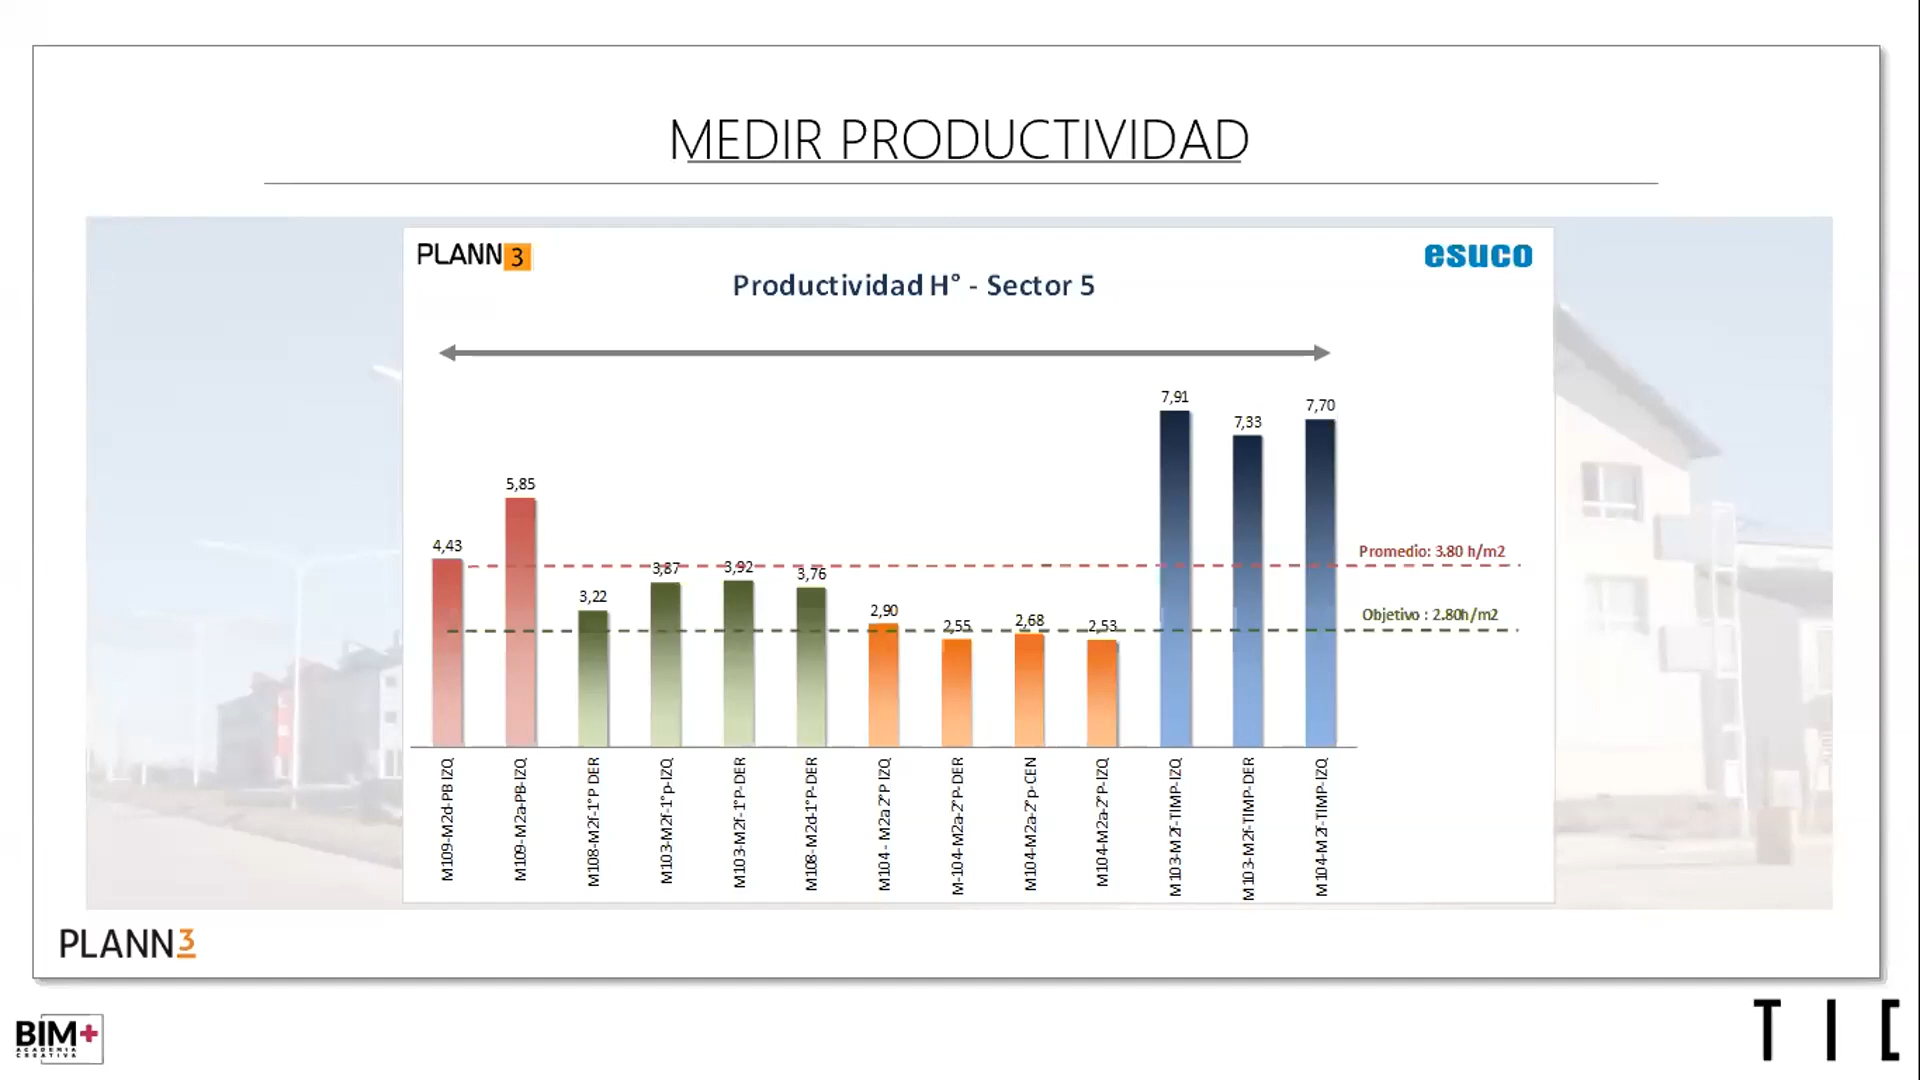 MEDIR PRODUCTIVIDAD
PLANN3
esuco
Productividad H° - Sector 5
7,91
7,33
7,70
5,85
4,43
3,22
3,87
3,92
3,76
2,90
2,55
2,68
2,53
Promedio: 3.80 h/m2
Objetivo : 2.80h/m2
M109-M2d-PB IZQ
M109-M2a-PB-IZQ
M108-M2f-1°P DER
M103-M2f-1°p-IZQ
M103-M2f-1°P-DER
M108-M2d-1°P-DER
M104 - M2a 2°P IZQ
M-104-M2a-2°P-DER
M104-M2a-2°p-CEN
M104-M2a-2°P-IZQ
M103-M2f-TIMP-IZQ
M103-M2f-TIMP-DER
M104-M2f-TIMP-IZQ
PLANN3
BIM+
ACADEMIA
CREATIVA
T I C